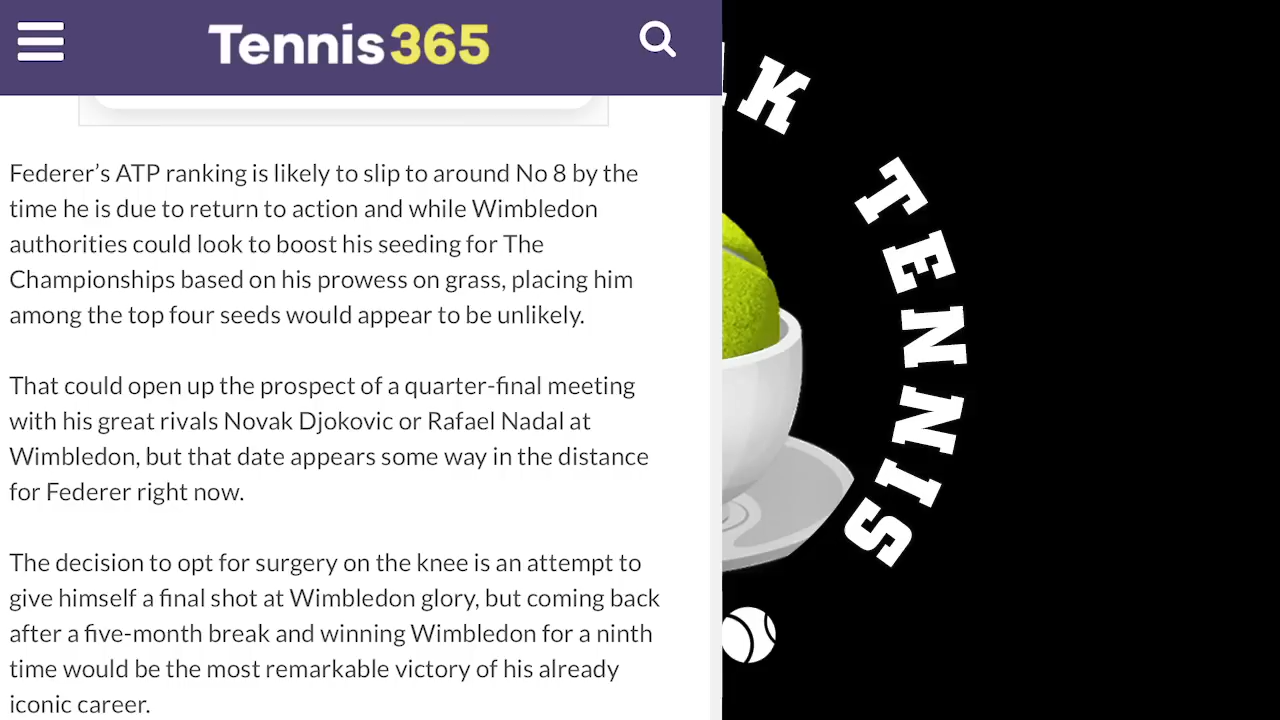 Tennis365
Federer’s ATP ranking is likely to slip to around No 8 by the
time he is due to return to action and while Wimbledon
authorities could look to boost his seeding for The
Championships based on his prowess on grass, placing him
among the top four seeds would appear to be unlikely.
That could open up the prospect of a quarter-final meeting
with his great rivals Novak Djokovic or Rafael Nadal at
Wimbledon, but that date appears some way in the distance
for Federer right now.
The decision to opt for surgery on the knee is an attempt to
give himself a final shot at Wimbledon glory, but coming back
after a five-month break and winning Wimbledon for a ninth
time would be the most remarkable victory of his already
iconic career.
TENNIS